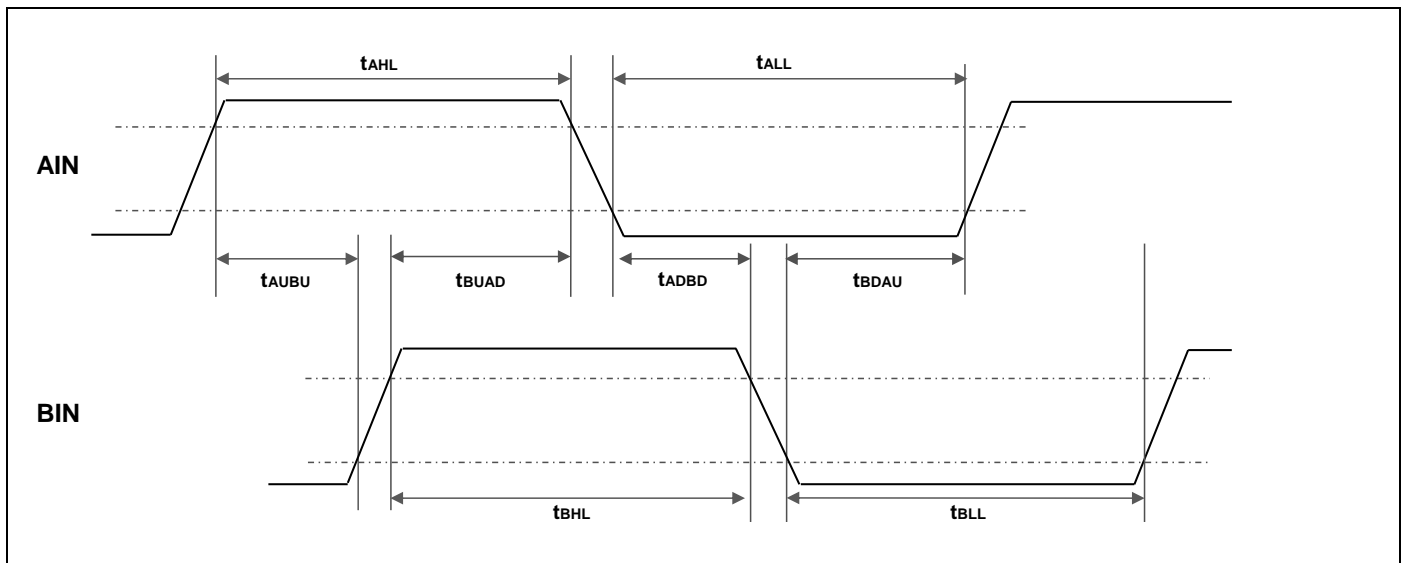 tAHL
tALL
AIN
tAUBU
tBUAD
tADBD
tBDAU
BIN
tBHL
tBLL